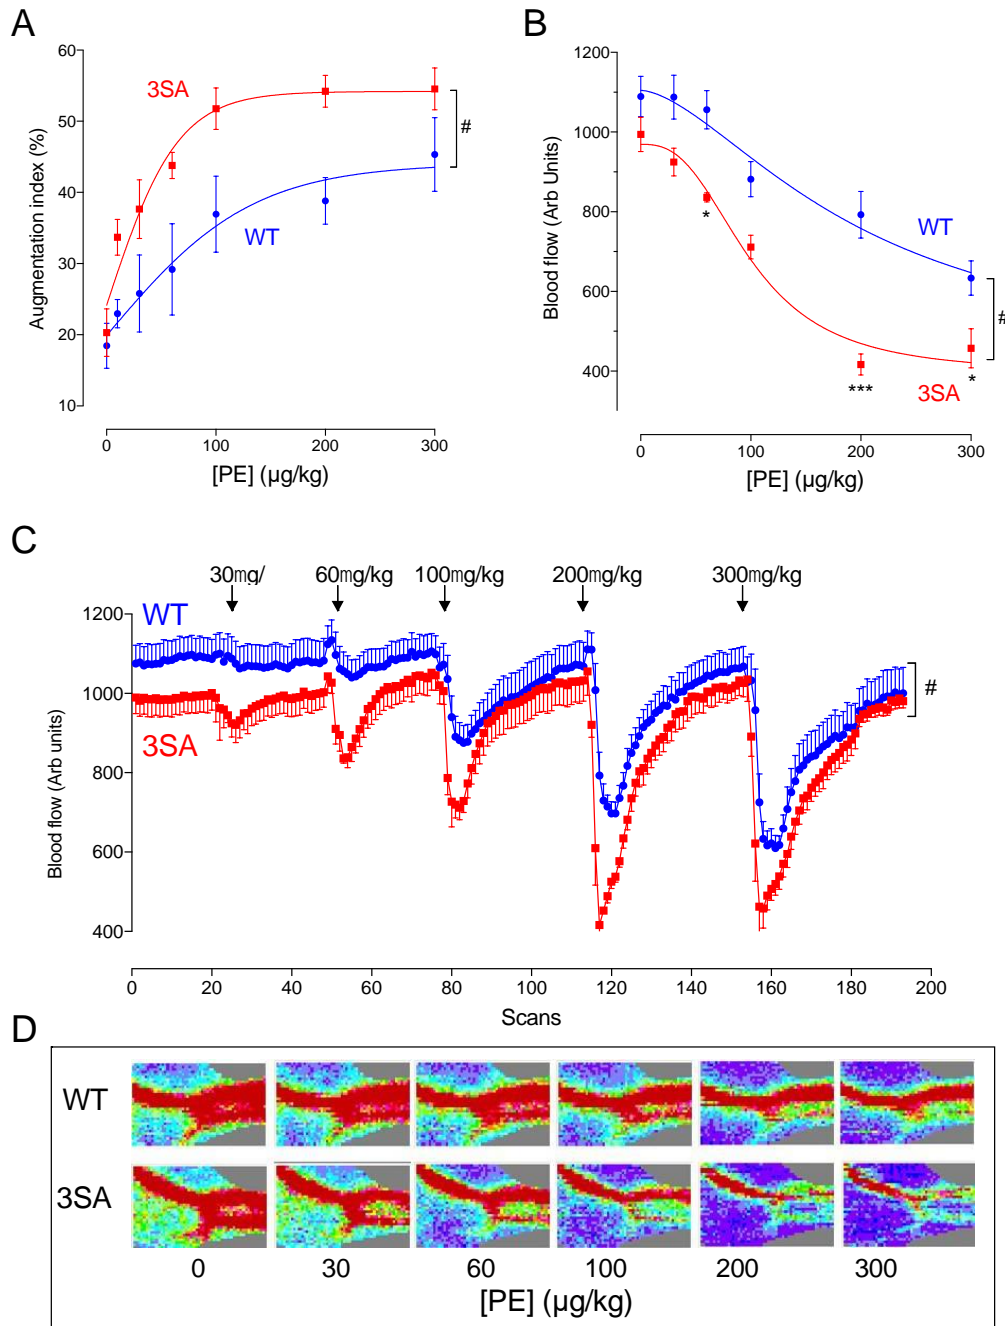 A
60
50
40
30
20
10
Augmentation index (%)
3SA
WT
#
0
100
200
300
[PE] (µg/kg)
B
1200
1000
800
600
400
Blood flow (Arb Units)
WT
3SA
*
***
*
#
0
100
200
300
[PE] (µg/kg)
C
30mg/
60mg/kg
100mg/kg
200mg/kg
300mg/kg
1200
1000
800
600
400
Blood flow (Arb units)
WT
3SA
#
0
20
40
60
80
100
120
140
160
180
200
Scans
D
WT
3SA
0
30
60
100
200
300
[PE] (µg/kg)